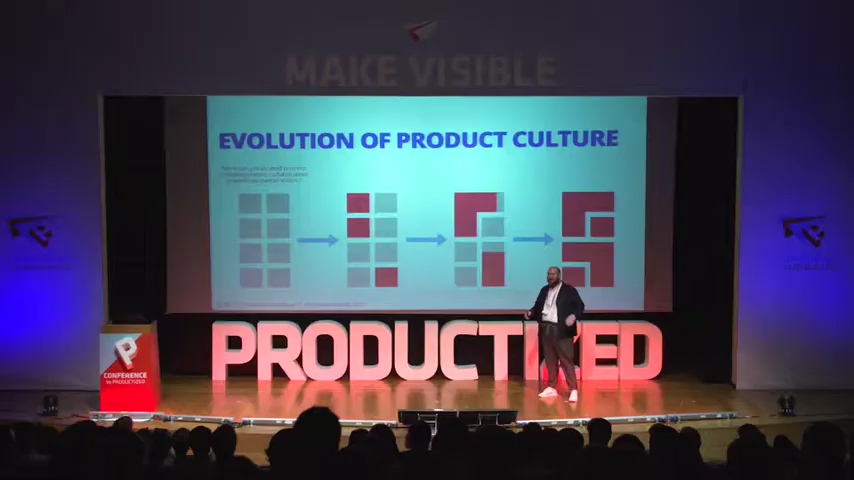 MAKE VISIBLE
EVOLUTION OF PRODUCT CULTURE
PRODUCTIZED
P
CONFERENCE
by PRODUCTIZED